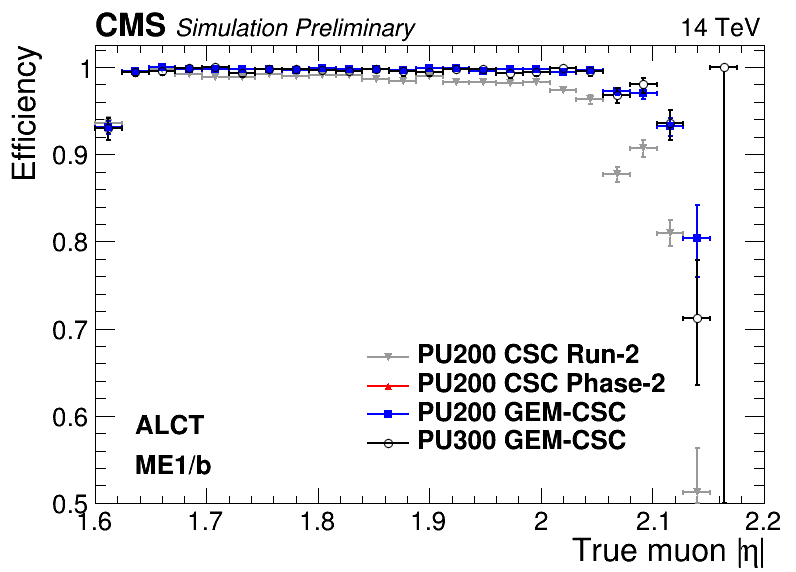 CMS Simulation Preliminary 14 TeV
Efficiency
1
0.9
0.8
0.7
0.6
0.5
PU200 CSC Run-2
PU200 CSC Phase-2
PU200 GEM-CSC
PU300 GEM-CSC
ALCT
ME1/b
1.6 1.7 1.8 1.9 2 2.1 2.2
True muon |η|